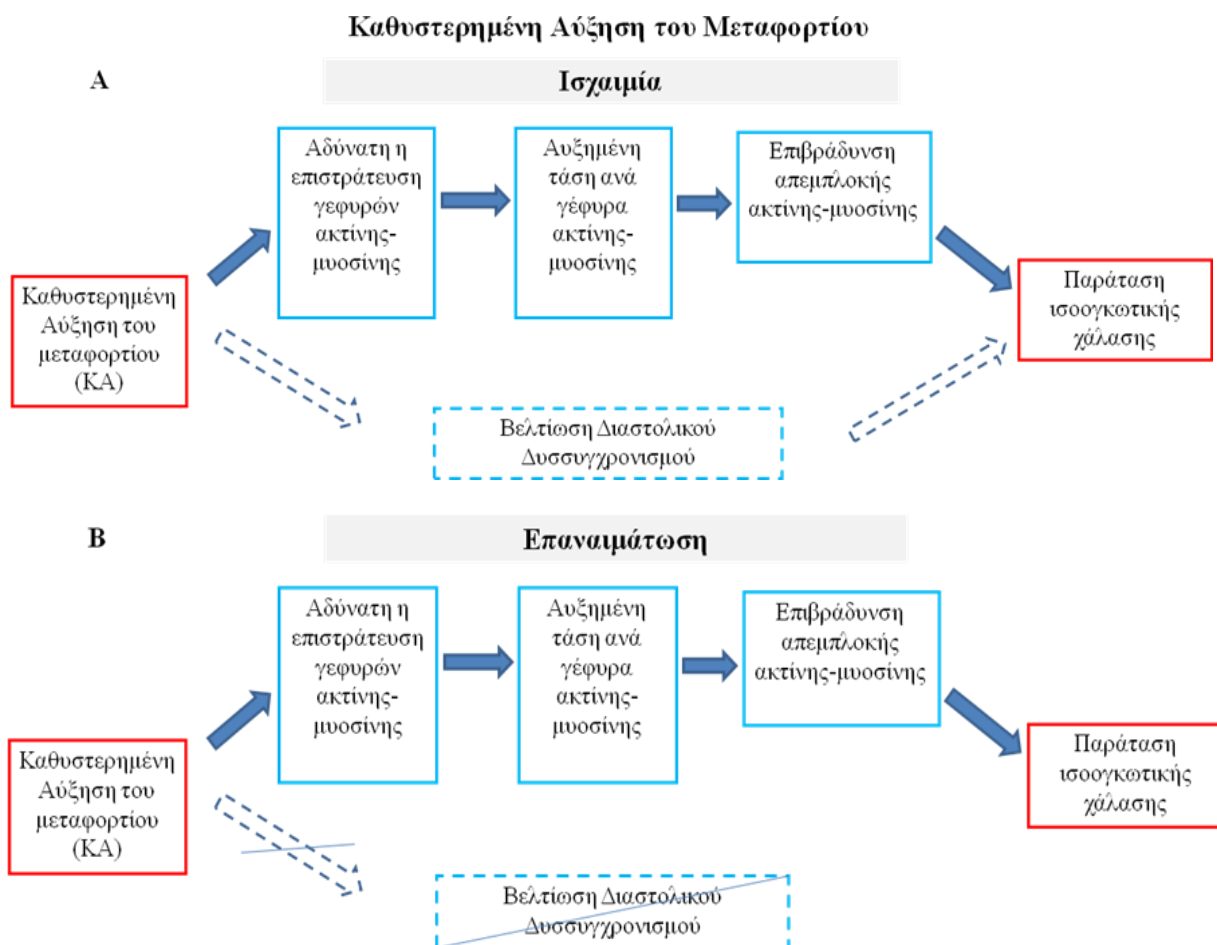 Καθυστερημένη Αύξηση του Μεταφορτίου
A
Ισχαιμία
Καθυστερημένη
Αύξηση του
μεταφορτίου
(ΚΑ)
Αδύνατη η
επιστράτευση
γεφυρών
ακτίνης-
μυοσίνης
Αυξημένη
τάση ανά
γέφυρα
ακτίνης-
μυοσίνης
Επιβράδυνση
απεμπλοκής
ακτίνης-μυοσίνης
Παράταση
ισοογκωτικής
χάλασης
Βελτίωση Διαστολικού
Δυσσυγχρονισμού
B
Επαναιμάτωση
Καθυστερημένη
Αύξηση του
μεταφορτίου
(ΚΑ)
Αδύνατη η
επιστράτευση
γεφυρών
ακτίνης-
μυοσίνης
Αυξημένη
τάση ανά
γέφυρα
ακτίνης-
μυοσίνης
Επιβράδυνση
απεμπλοκής
ακτίνης-μυοσίνης
Παράταση
ισοογκωτικής
χάλασης
Βελτίωση Διαστολικού
Δυσσυγχρονισμού